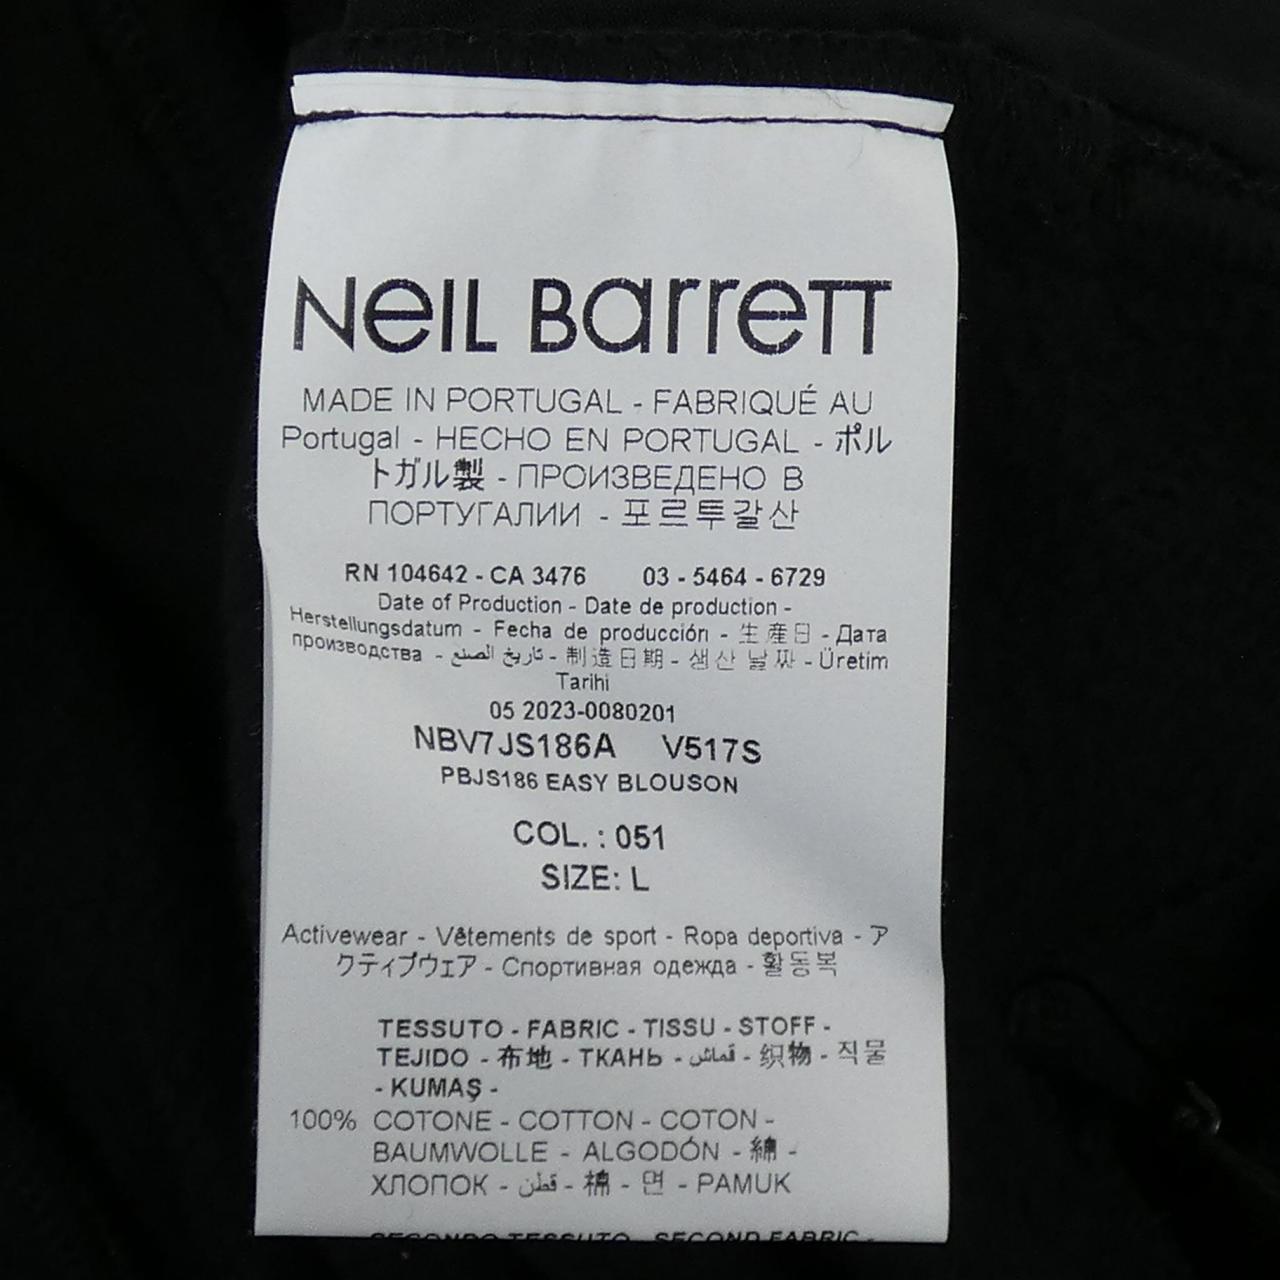 Neil Barrett
MADE IN PORTUGAL - FABRIQUÉ AU
Portugal - HECHO EN PORTUGAL - ポル
トガル製 - ПРОИЗВЕДЕНО В
ПОРТУГАЛИИ - 포르투갈산
RN 104642 - CA 3476 03 - 5464 - 6729
Date of Production - Date de production -
Herstellungsdatum - Fecha de producción - 生産日 - Дата
производства - تاريخ الصنع - 制造日期 - 생산 날짜 - Üretim
Tarihi
05 2023-0080201
NBV7JS186A V517S
PBJS186 EASY BLOUSON
COL. : 051
SIZE: L
Activewear - Vêtements de sport - Ropa deportiva - ア
クティブウェア - Спортивная одежда - 활동복
TESSUTO - FABRIC - TISSU - STOFF -
TEJIDO - 布地 - ТКАНЬ - قماش - 织物 - 직물
- KUMAŞ -
100% COTONE - COTTON - COTON -
BAUMWOLLE - ALGODÓN - 綿 -
ХЛОПОК - قطن - 棉 - 면 - PAMUK
SECONDO TESSUTO - SECOND FABRIC -